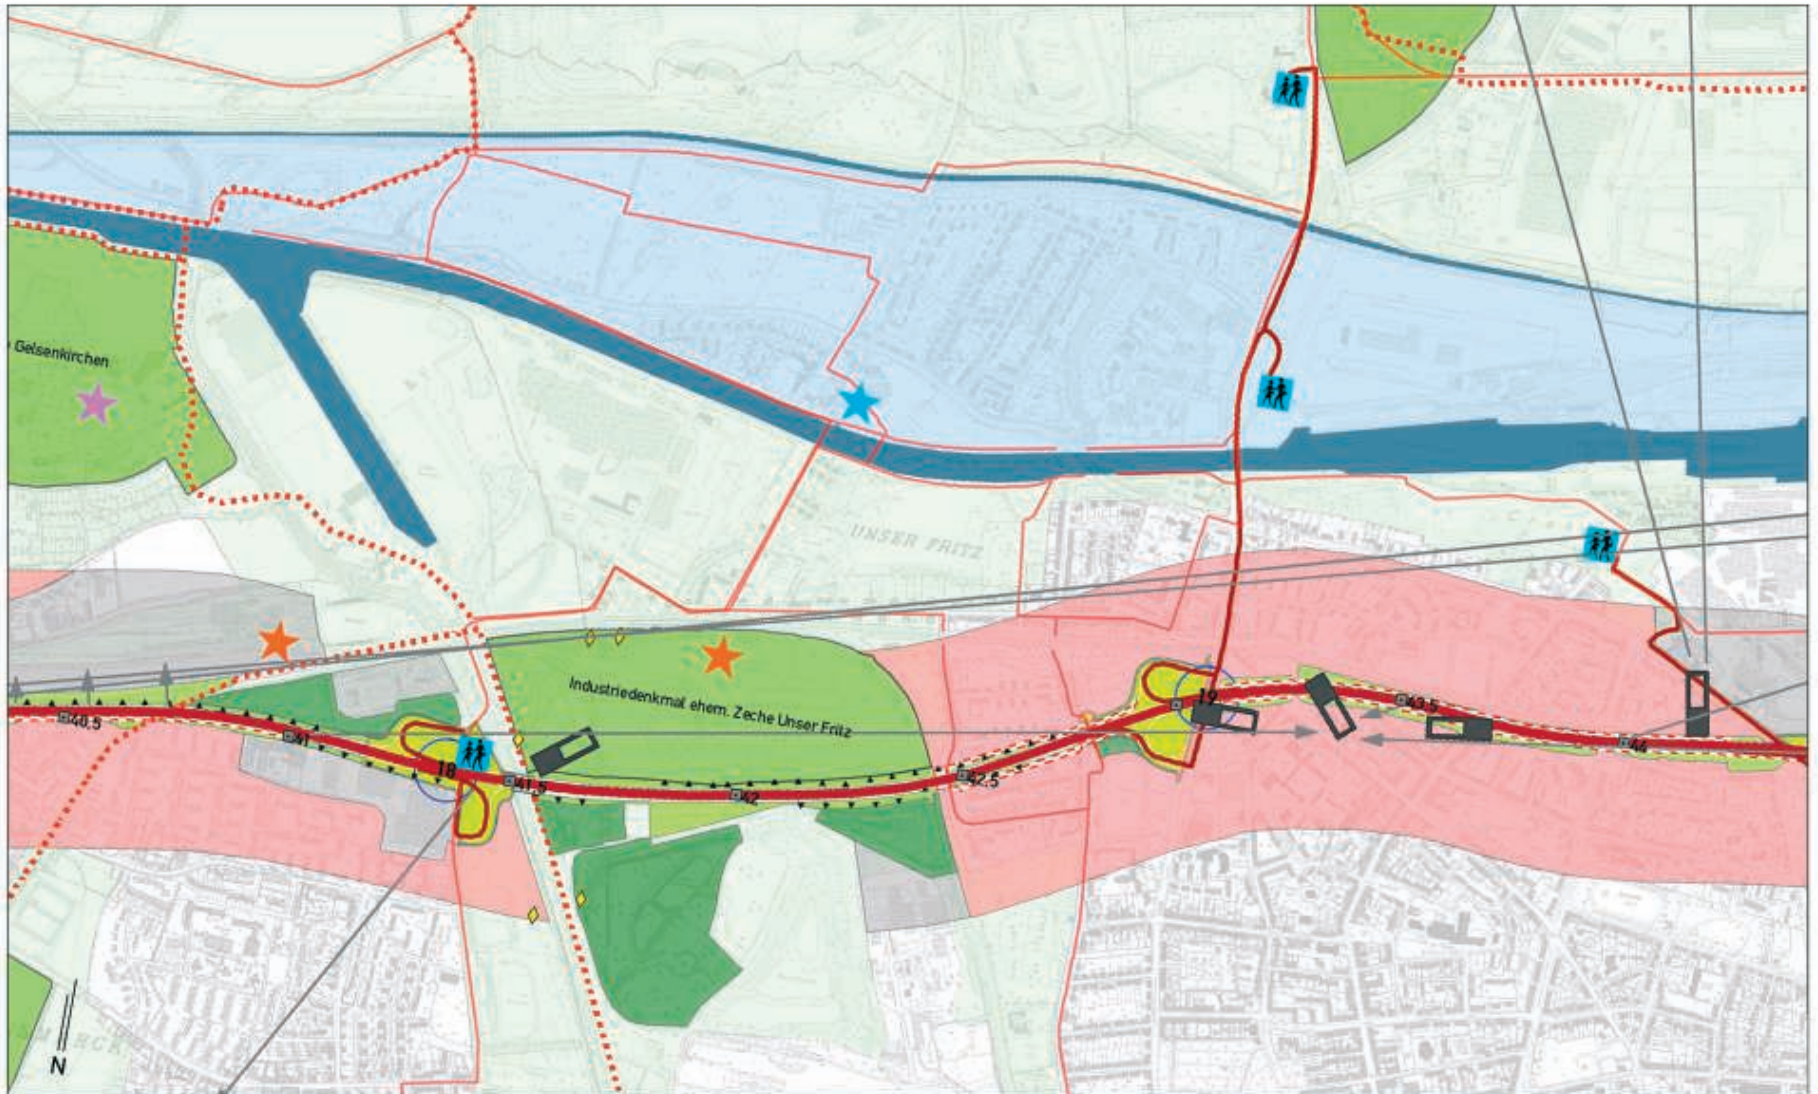 Gelsenkirchen
UNSER FRITZ
Industriedenkmal ehem. Zeche Unser Fritz
40,5
41
18
41,5
42
42,5
19
43,5
44
N